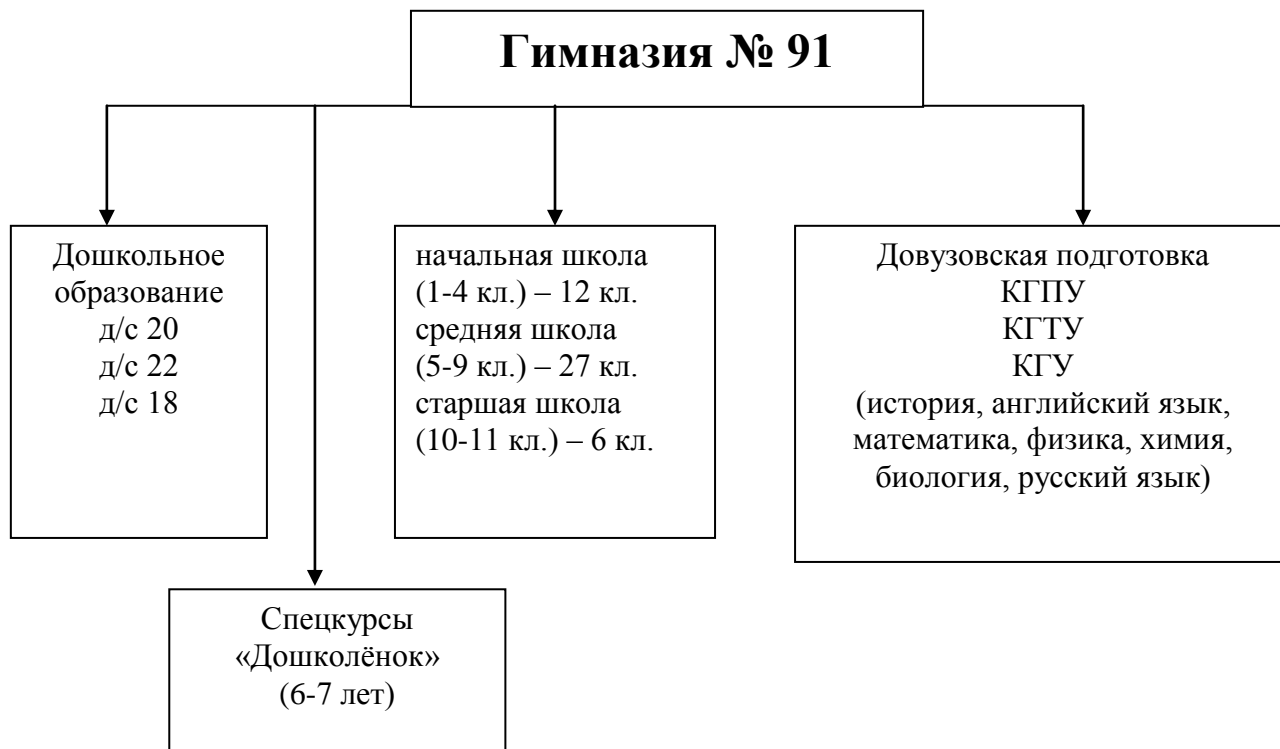 Гимназия № 91
Дошкольное
образование
д/с 20
д/с 22
д/с 18
начальная школа
(1-4 кл.) – 12 кл.
средняя школа
(5-9 кл.) – 27 кл.
старшая школа
(10-11 кл.) – 6 кл.
Довузовская подготовка
КГПУ
КГТУ
КГУ
(история, английский язык,
математика, физика, химия,
биология, русский язык)
Спецкурсы
«Дошколёнок»
(6-7 лет)